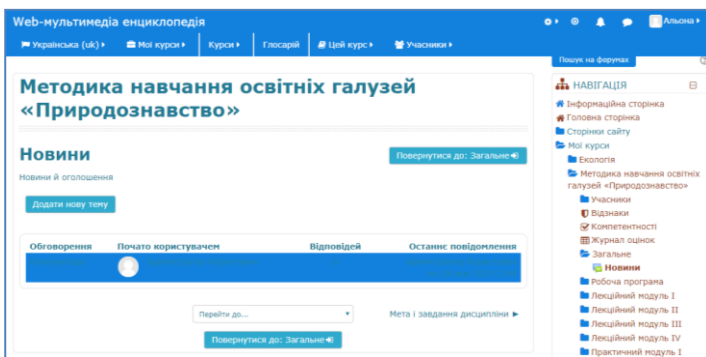 Web-мультимедіа енциклопедія
Альона
Українська (uk)
Мої курси
Курси
Глосарій
Цей курс
Учасники
Методика навчання освітніх галузей
«Природознавство»
Новини
Повернутися до: Загальне
Новини й оголошення
Додати нову тему
Обговорення Почато користувачем Відповідей Останнє повідомлення
Перейти до...
Мета і завдання дисципліни ►
Повернутися до: Загальне
Пошук на форумах
НАВІГАЦІЯ
Інформаційна сторінка
Головна сторінка
Сторінки сайту
Мої курси
Екологія
Методика навчання освітніх
галузей «Природознавство»
Учасники
Відзнаки
Компетентності
Журнал оцінок
Загальне
Новини
Робоча програма
Лекційний модуль I
Лекційний модуль II
Лекційний модуль III
Лекційний модуль IV
Практичний модуль I